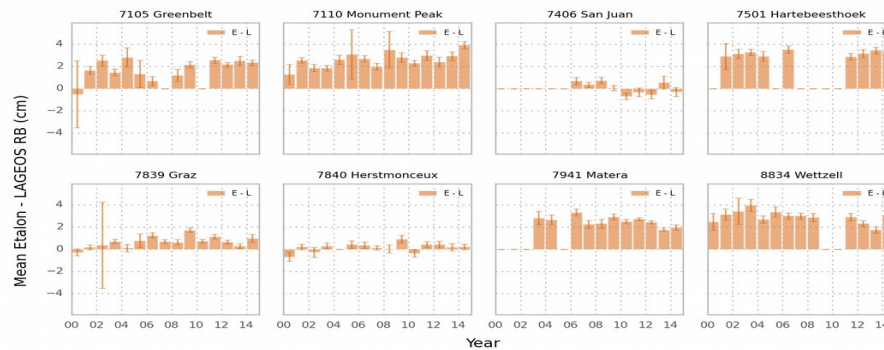 7105 Greenbelt 7110 Monument Peak 7406 San Juan 7501 Hartebeesthoek
E - L E - L E - L E - L
4
2
0
−2
−4
7839 Graz 7840 Herstmonceux 7941 Matera 8834 Wettzell
E - L E - L E - L E - L
4
2
0
−2
−4
00 02 04 06 08 10 12 14 00 02 04 06 08 10 12 14 00 02 04 06 08 10 12 14 00 02 04 06 08 10 12 14
Mean Etalon - LAGEOS RB (cm)
Year